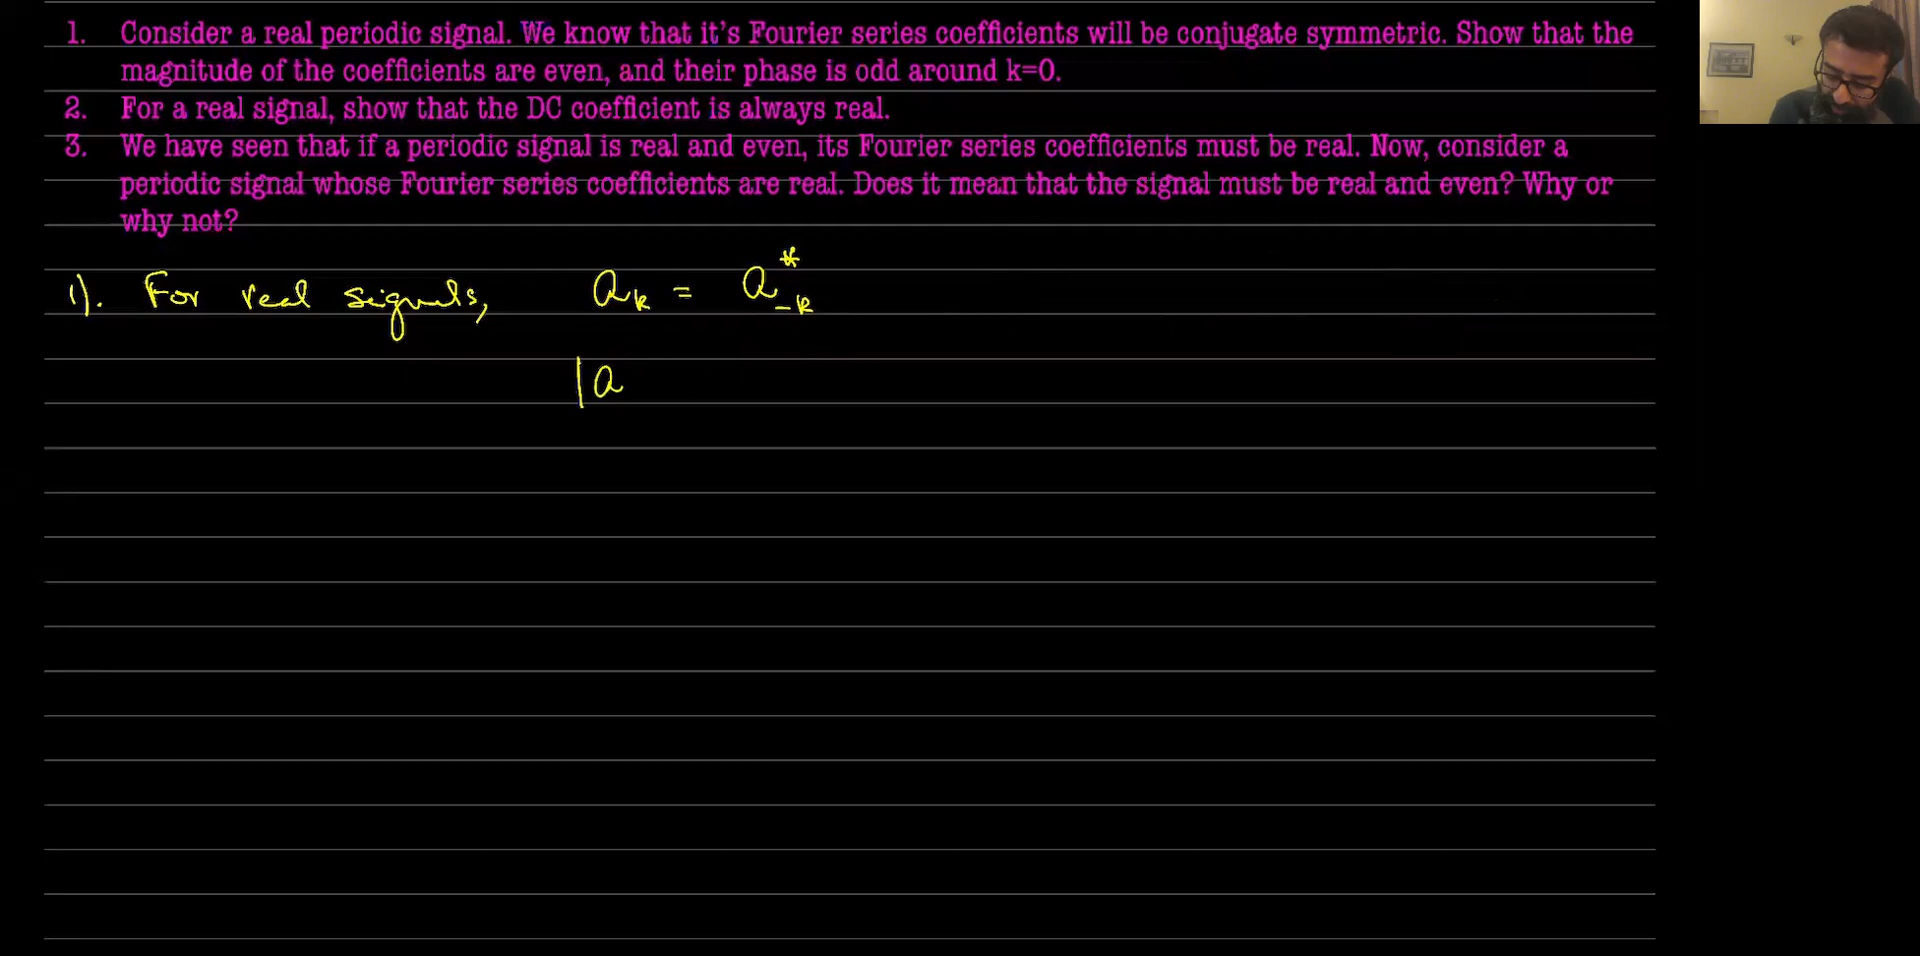 1. Consider a real periodic signal. We know that it's Fourier series coefficients will be conjugate symmetric. Show that the
magnitude of the coefficients are even, and their phase is odd around k=0.
2. For a real signal, show that the DC coefficient is always real.
3. We have seen that if a periodic signal is real and even, its Fourier series coefficients must be real. Now, consider a
periodic signal whose Fourier series coefficients are real. Does it mean that the signal must be real and even? Why or
why not?
1). For real signals, a_k = a_{-k}^*
|a